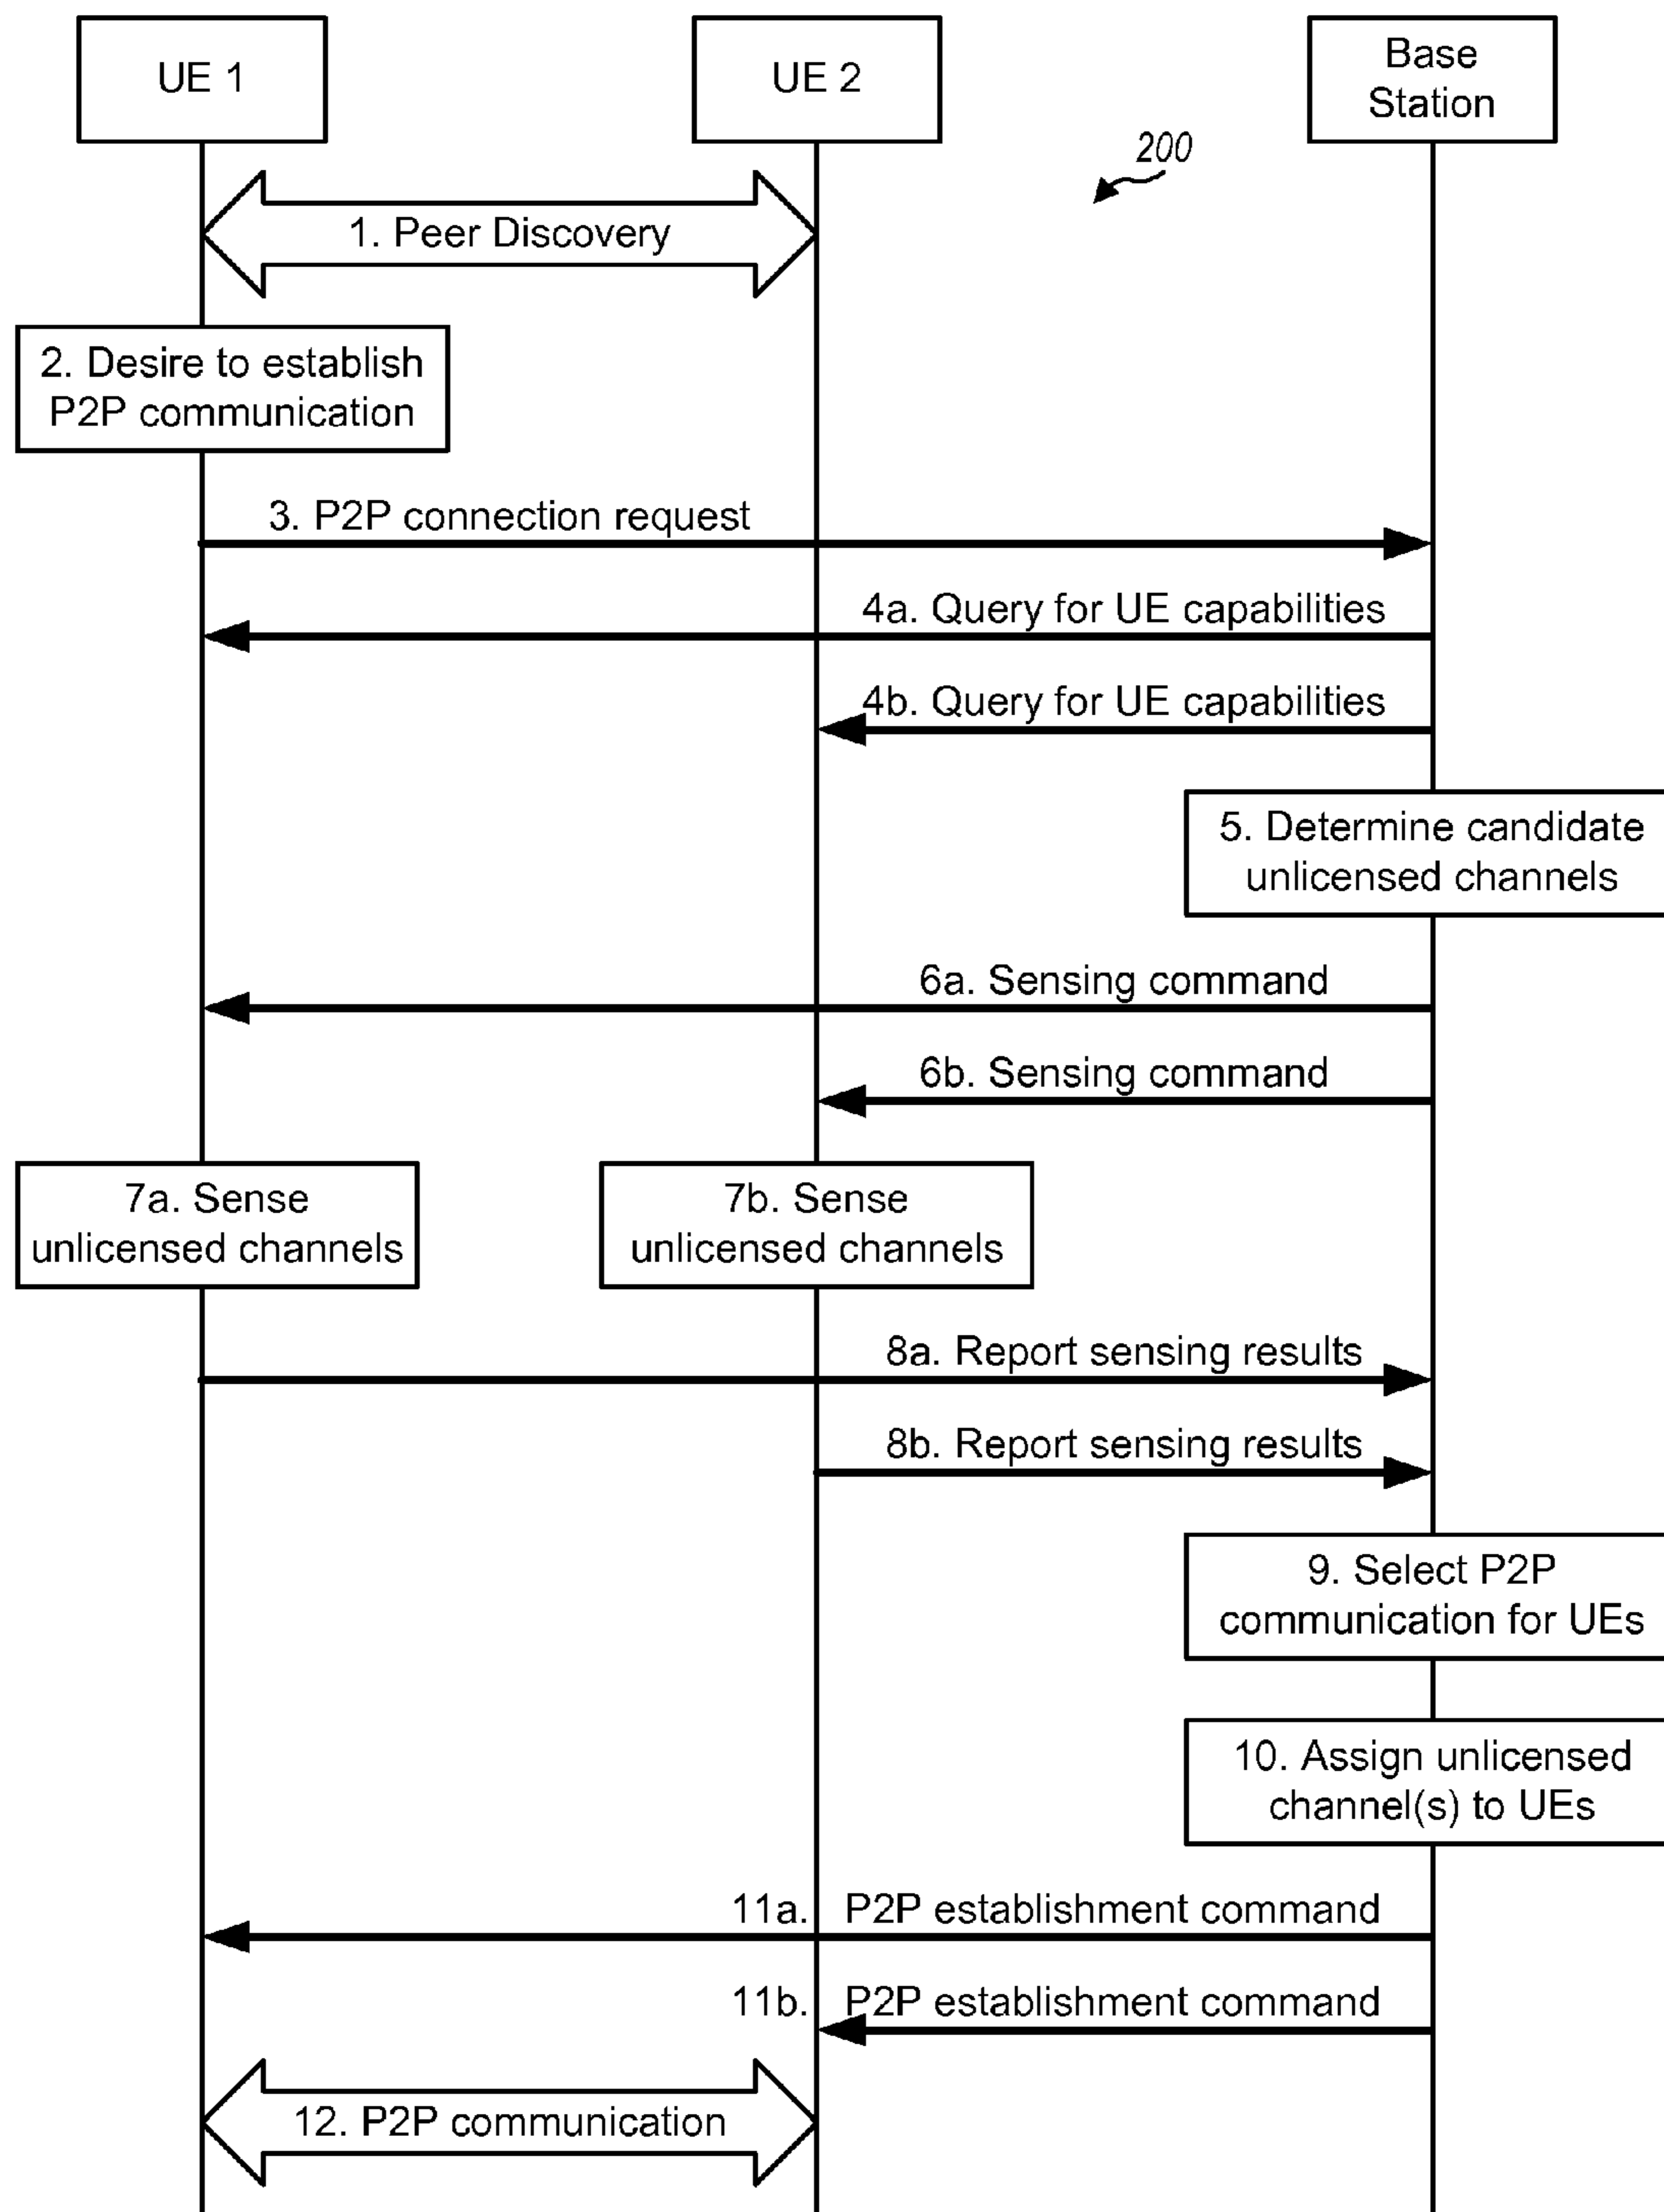 UE 1
UE 2
Base
Station
200
1. Peer Discovery
2. Desire to establish
P2P communication
3. P2P connection request
4a. Query for UE capabilities
4b. Query for UE capabilities
5. Determine candidate
unlicensed channels
6a. Sensing command
6b. Sensing command
7a. Sense
unlicensed channels
7b. Sense
unlicensed channels
8a. Report sensing results
8b. Report sensing results
9. Select P2P
communication for UEs
10. Assign unlicensed
channel(s) to UEs
11a. P2P establishment command
11b. P2P establishment command
12. P2P communication